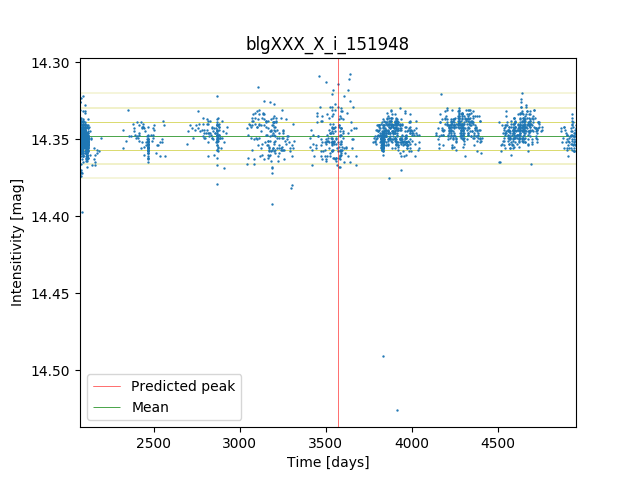 blgXXX_X_i_151948
14.30
14.35
14.40
14.45
14.50
Intensitivity [mag]
Predicted peak
Mean
2500 3000 3500 4000 4500
Time [days]